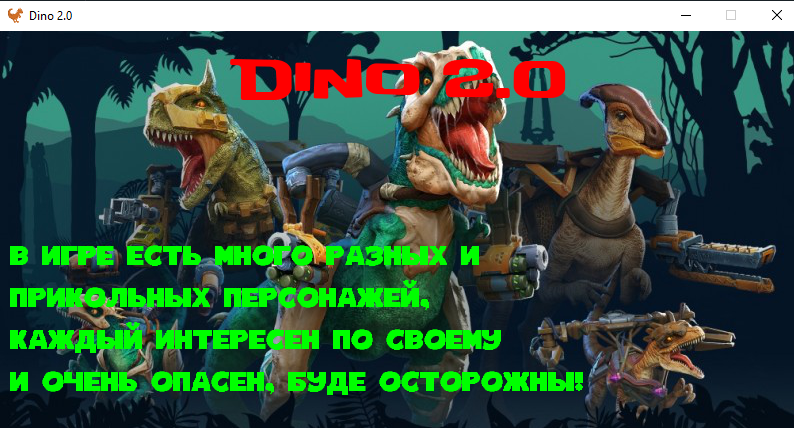 Dino 2.0
Dino 2.0
В ИГРЕ ЕСТЬ МНОГО РАЗНЫХ И
ПРИКОЛЬНЫХ ПЕРСОНАЖЕЙ,
КАЖДЫЙ ИНТЕРЕСЕН ПО СВОЕМУ
И ОЧЕНЬ ОПАСЕН, БУДЕ ОСТОРОЖНЫ!